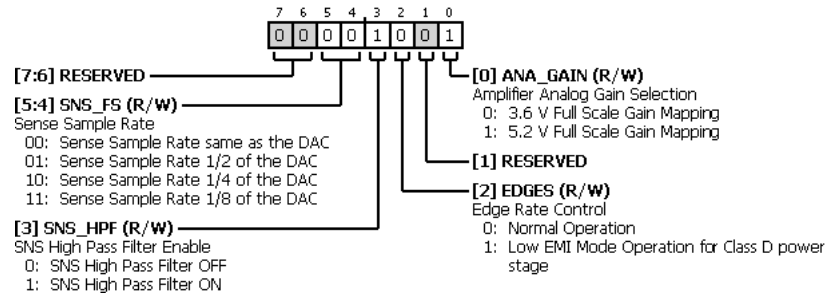 7 6 5 4 3 2 1 0
0 0 0 0 1 0 0 1
[7:6] RESERVED
[5:4] SNS_FS (R/W)
Sense Sample Rate
00: Sense Sample Rate same as the DAC
01: Sense Sample Rate 1/2 of the DAC
10: Sense Sample Rate 1/4 of the DAC
11: Sense Sample Rate 1/8 of the DAC
[3] SNS_HPF (R/W)
SNS High Pass Filter Enable
0: SNS High Pass Filter OFF
1: SNS High Pass Filter ON
[0] ANA_GAIN (R/W)
Amplifier Analog Gain Selection
0: 3.6 V Full Scale Gain Mapping
1: 5.2 V Full Scale Gain Mapping
[1] RESERVED
[2] EDGES (R/W)
Edge Rate Control
0: Normal Operation
1: Low EMI Mode Operation for Class D power
stage